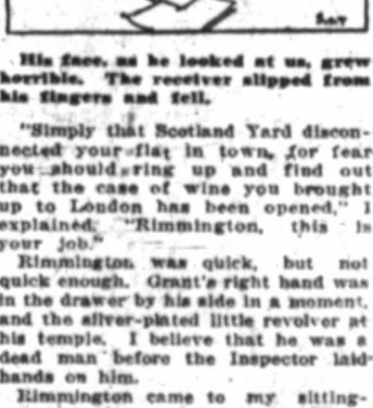 His face, as he looked at us, grew
horrible. The receiver slipped from
his fingers and fell.
"Simply that Scotland Yard discon-
nected your flat in town, for fear
you should ring up and find out
that the case of wine you brought
up to London has been opened," I
explained. "Rimmington, this is
your job."
Rimmington was quick, but not
quick enough. Grant's right hand was
in the drawer by his side in a moment,
and the silver-plated little revolver at
his temple. I believe that he was a
dead man before the Inspector laid
hands on him.
Rimmington came to my sitting-